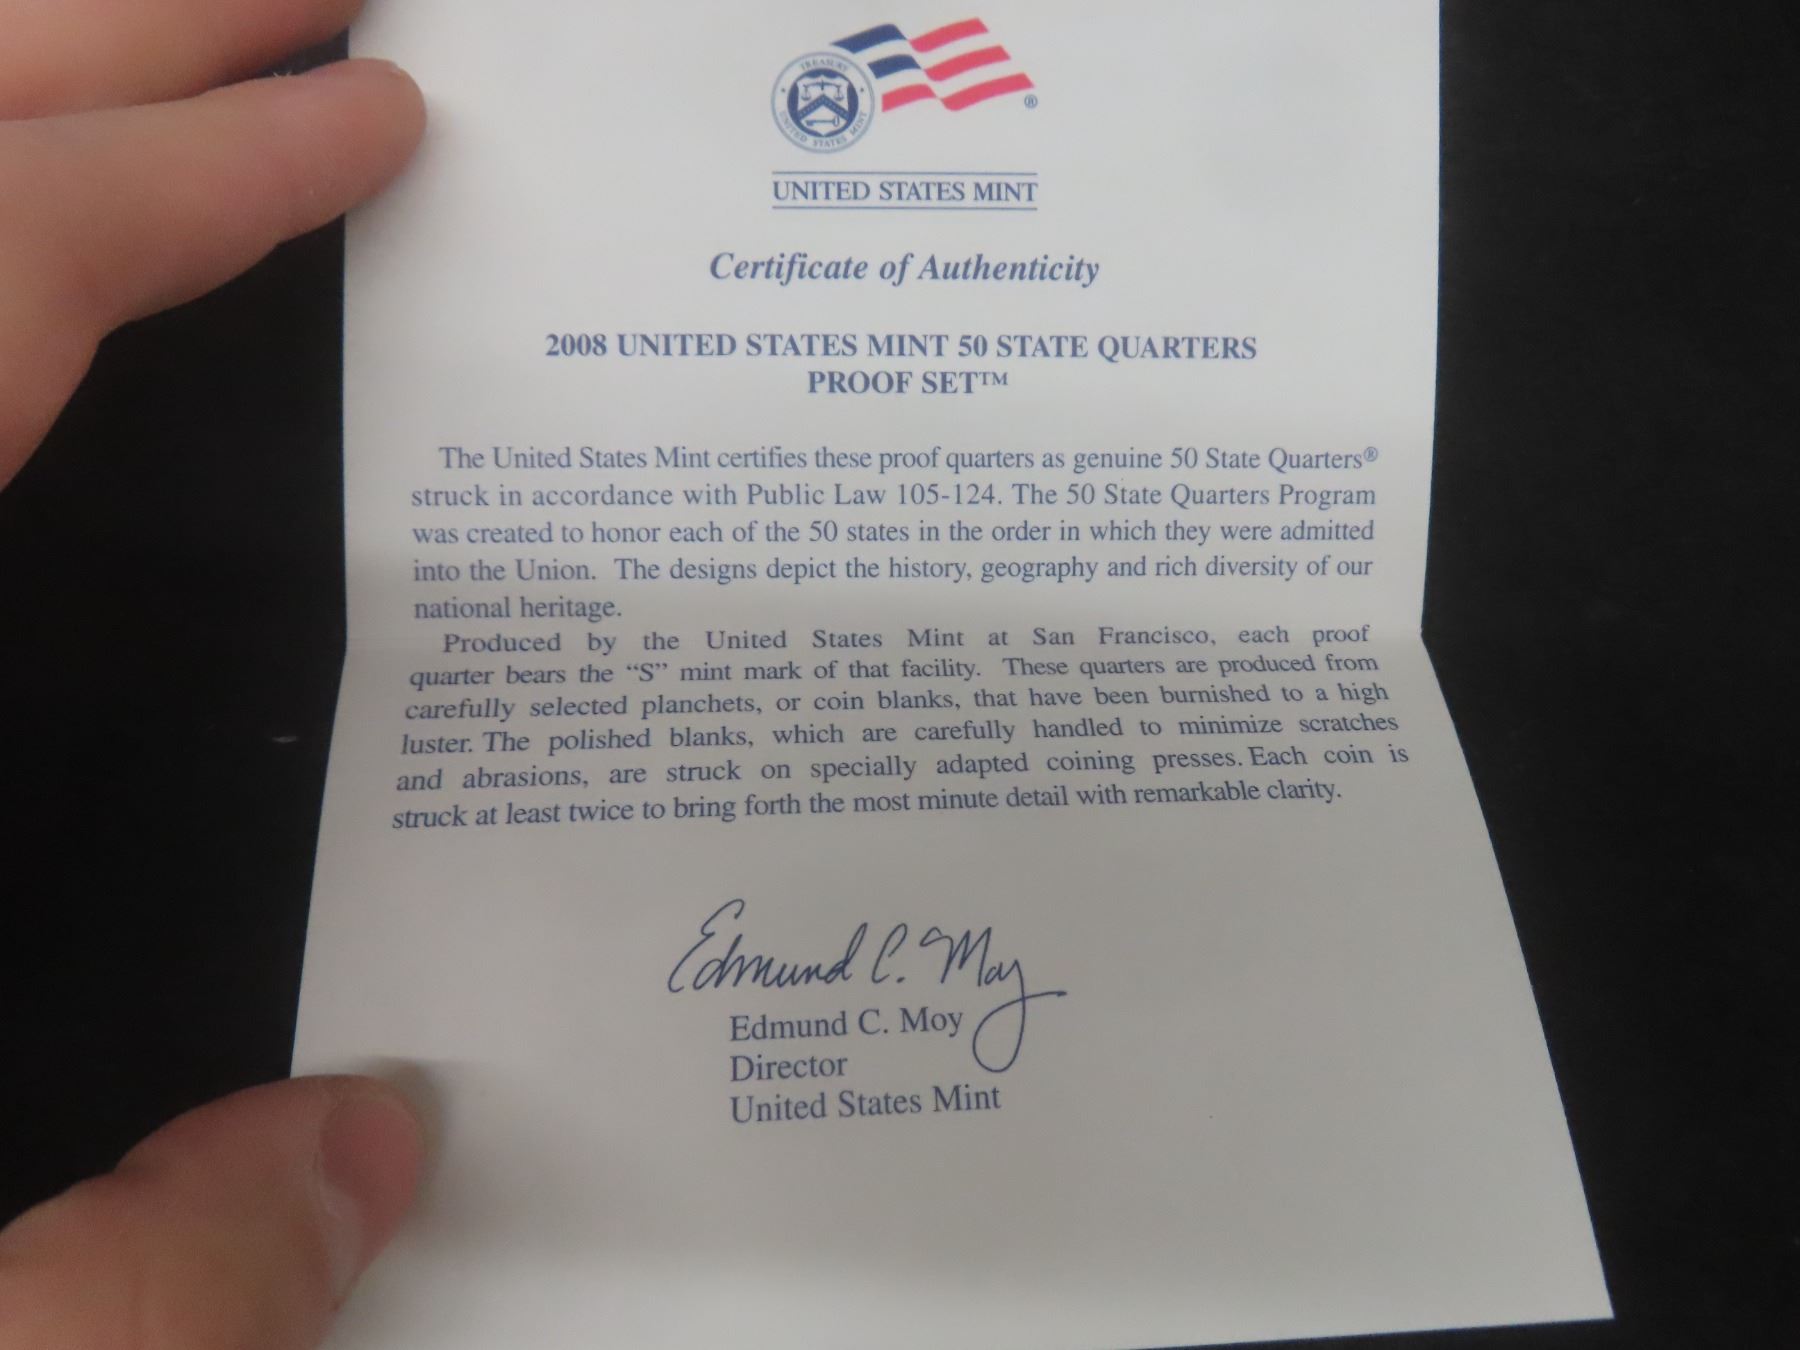 TREASURY
UNITED STATES MINT
®
UNITED STATES MINT
Certificate of Authenticity
2008 UNITED STATES MINT 50 STATE QUARTERS
PROOF SET™
The United States Mint certifies these proof quarters as genuine 50 State Quarters®
struck in accordance with Public Law 105-124. The 50 State Quarters Program
was created to honor each of the 50 states in the order in which they were admitted
into the Union. The designs depict the history, geography and rich diversity of our
national heritage.
Produced by the United States Mint at San Francisco, each proof
quarter bears the “S” mint mark of that facility. These quarters are produced from
carefully selected planchets, or coin blanks, that have been burnished to a high
luster. The polished blanks, which are carefully handled to minimize scratches
and abrasions, are struck on specially adapted coining presses. Each coin is
struck at least twice to bring forth the most minute detail with remarkable clarity.
Edmund C. Moy
Edmund C. Moy
Director
United States Mint